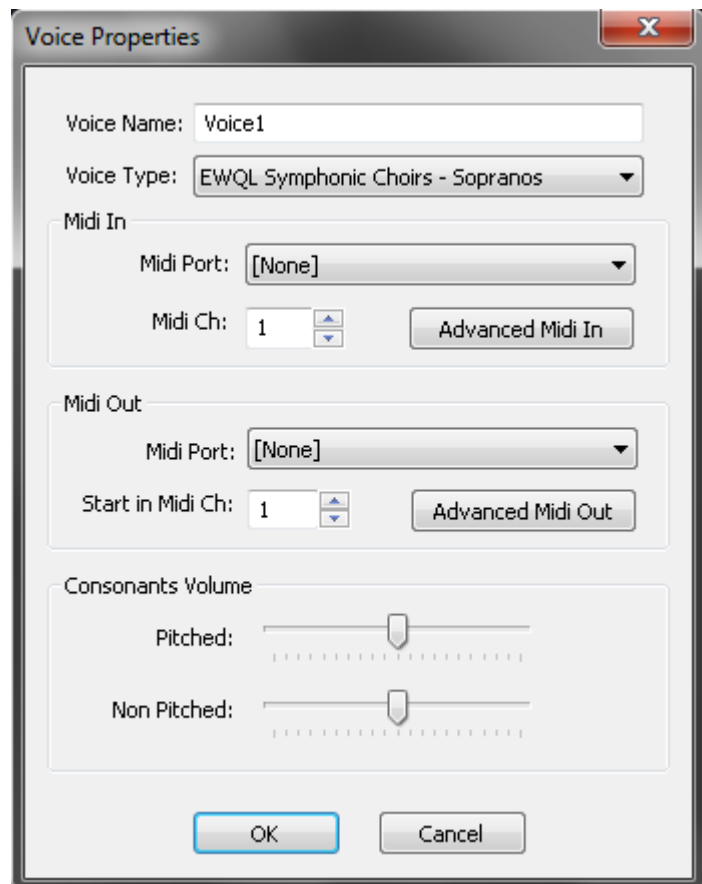 Voice Properties
Voice Name: Voice1
Voice Type: EWQL Symphonic Choirs - Sopranos
Midi In
Midi Port: [None]
Midi Ch: 1 Advanced Midi In
Midi Out
Midi Port: [None]
Start in Midi Ch: 1 Advanced Midi Out
Consonants Volume
Pitched:
Non Pitched:
OK Cancel